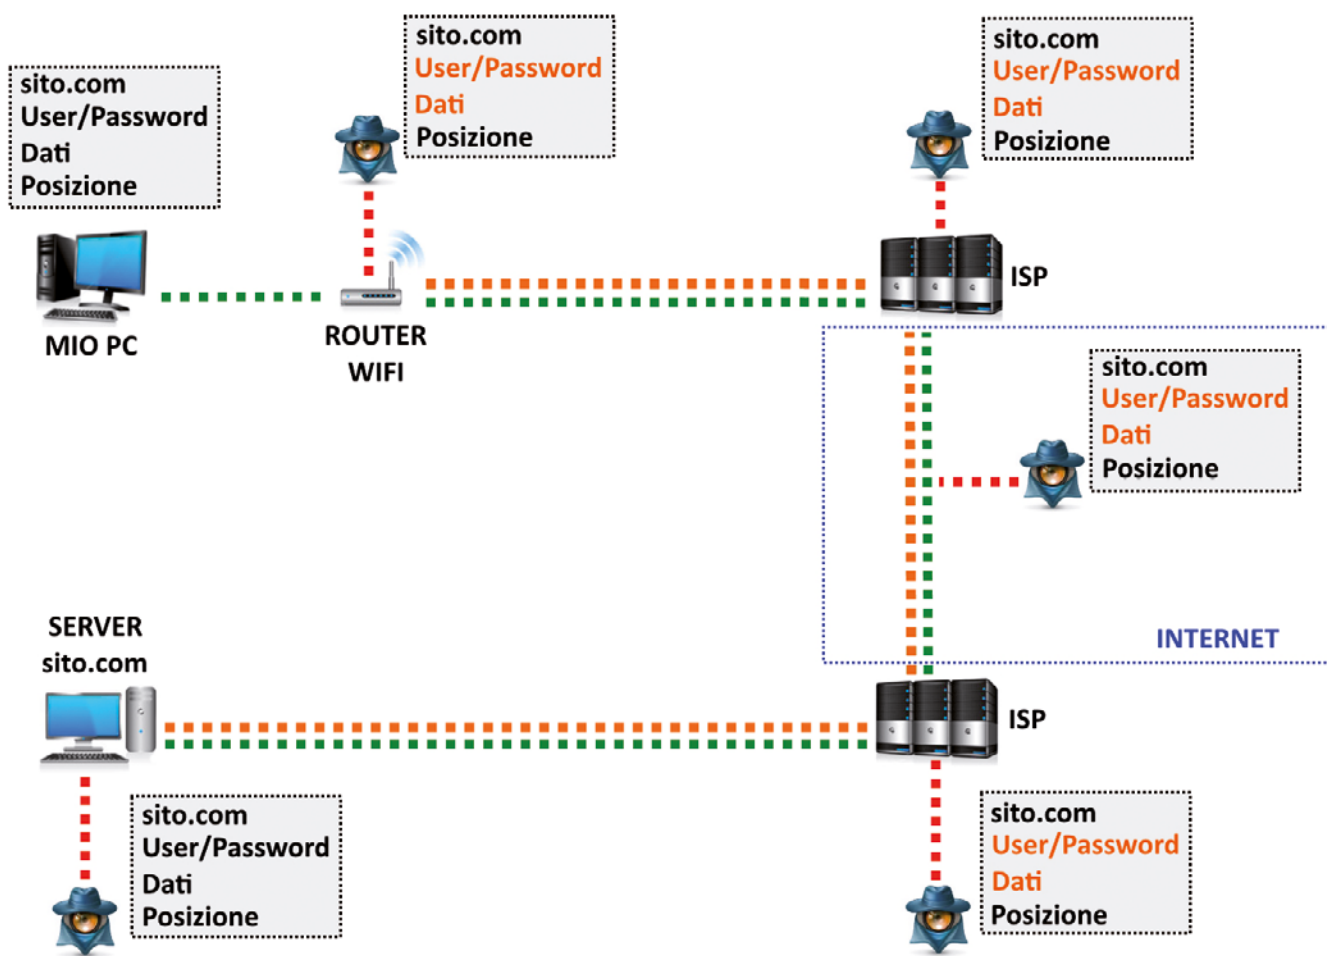 sito.com
User/Password
Dati
Posizione
sito.com
User/Password
Dati
Posizione
sito.com
User/Password
Dati
Posizione
MIO PC
ROUTER
WIFI
ISP
sito.com
User/Password
Dati
Posizione
INTERNET
SERVER
sito.com
ISP
sito.com
User/Password
Dati
Posizione
sito.com
User/Password
Dati
Posizione